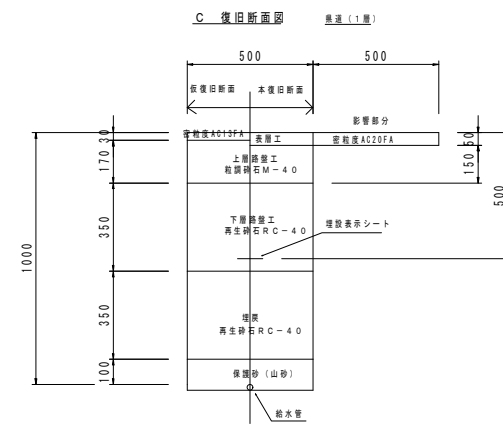 C 復旧断面図
県道(1層)
500
500
仮復旧断面
本復旧断面
影響部分
密粒度AC13FA
表層工
密粒度AC20FA
30
50
上層路盤工
粒調砕石M-40
170
150
下層路盤工
再生砕石RC-40
350
埋設表示シート
500
1000
埋戻
再生砕石RC-40
350
保護砂(山砂)
100
給水管